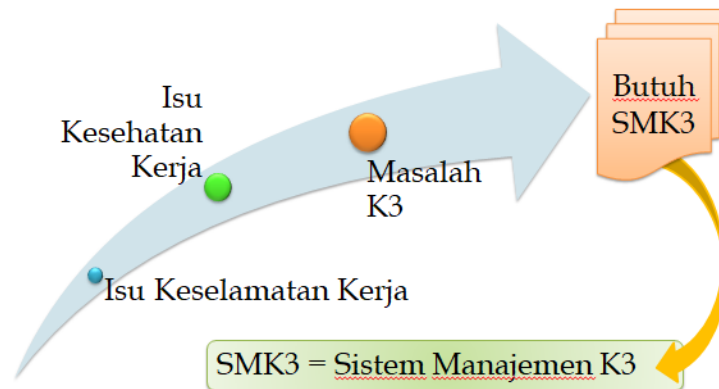 Isu
Kesehatan
Kerja
Masalah
K3
Isu Keselamatan Kerja
Butuh
SMK3
SMK3 = Sistem Manajemen K3